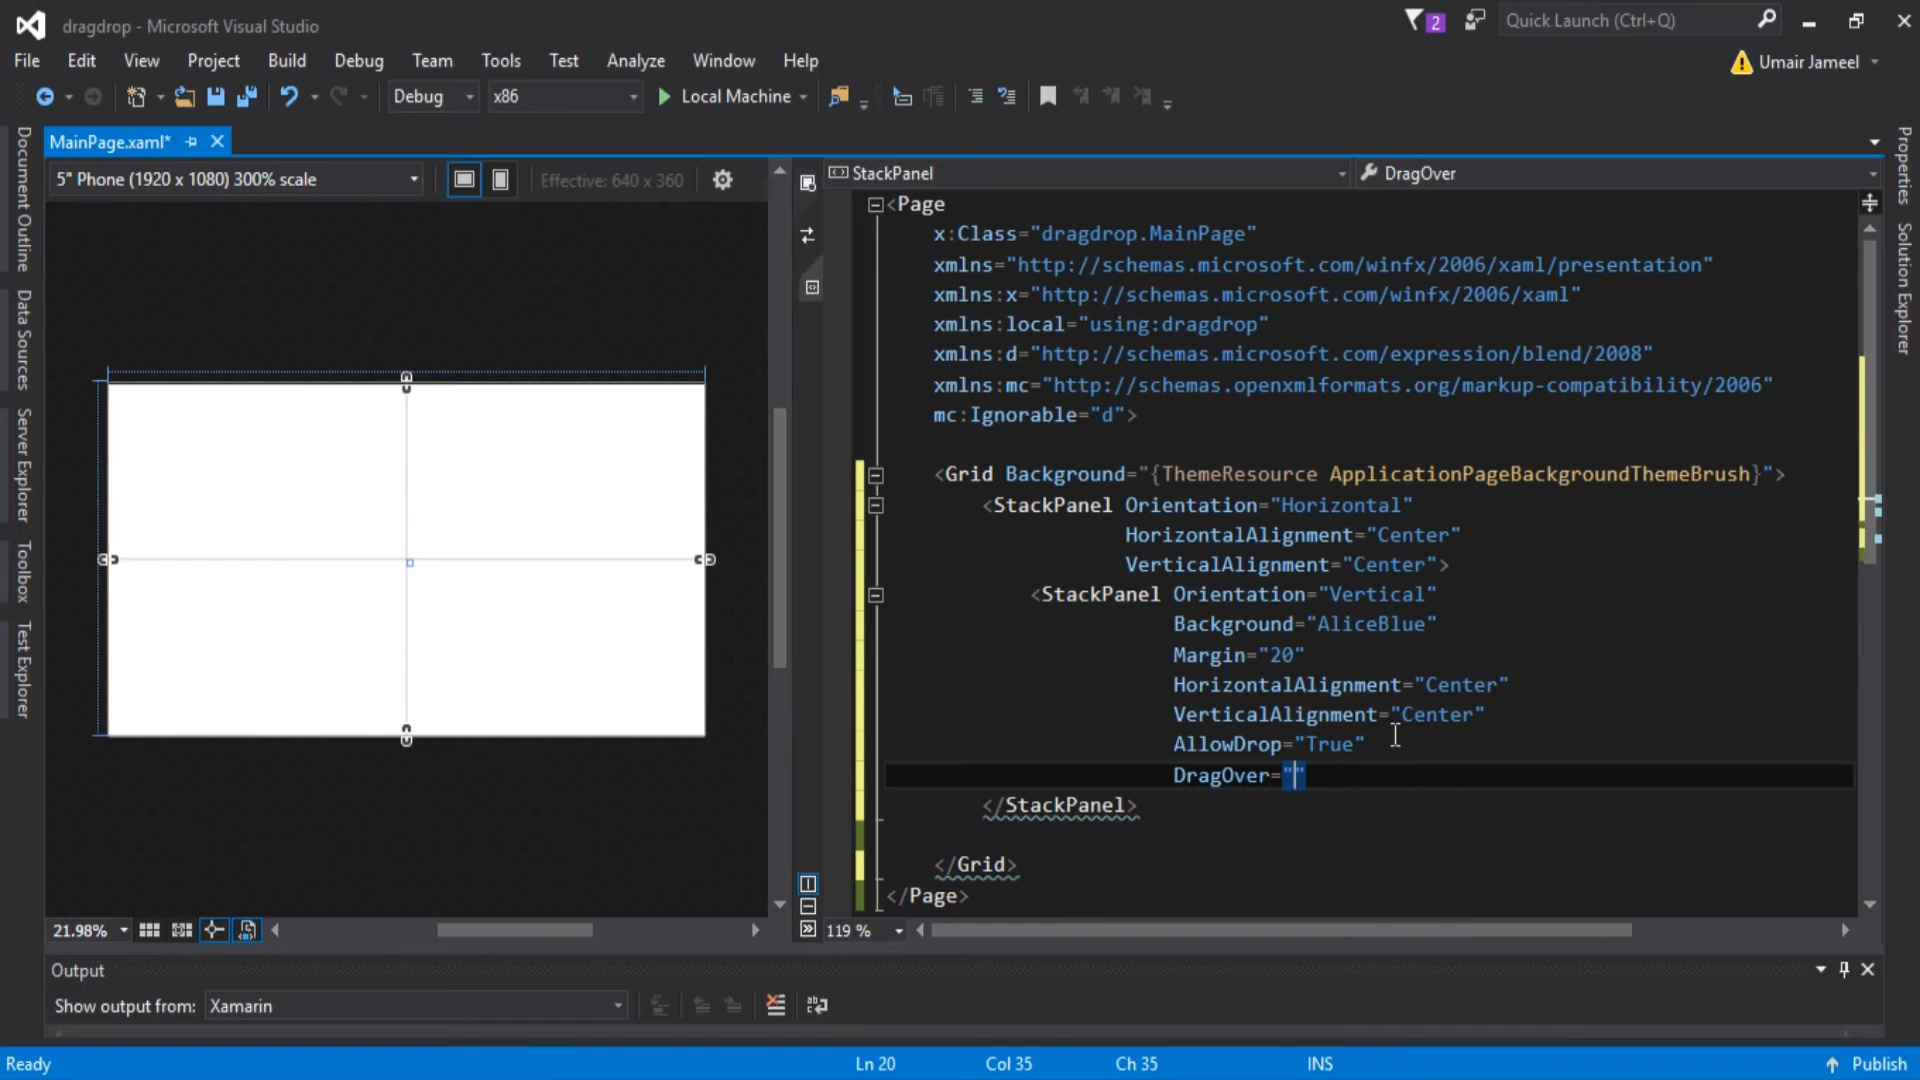 dragdrop - Microsoft Visual Studio
2
Quick Launch (Ctrl+Q)
File Edit View Project Build Debug Team Tools Test Analyze Window Help
Umair Jameel
Debug
x86
Local Machine
MainPage.xaml*
5" Phone (1920 x 1080) 300% scale
Effective: 640 x 360
Document Outline
Data Sources
Server Explorer
Toolbox
Test Explorer
StackPanel
DragOver
<Page
x:Class="dragdrop.MainPage"
xmlns="http://schemas.microsoft.com/winfx/2006/xaml/presentation"
xmlns:x="http://schemas.microsoft.com/winfx/2006/xaml"
xmlns:local="using:dragdrop"
xmlns:d="http://schemas.microsoft.com/expression/blend/2008"
xmlns:mc="http://schemas.openxmlformats.org/markup-compatibility/2006"
mc:Ignorable="d">
<Grid Background="{ThemeResource ApplicationPageBackgroundThemeBrush}">
<StackPanel Orientation="Horizontal"
HorizontalAlignment="Center"
VerticalAlignment="Center">
<StackPanel Orientation="Vertical"
Background="AliceBlue"
Margin="20"
HorizontalAlignment="Center"
VerticalAlignment="Center"
AllowDrop="True"
DragOver=""
</StackPanel>
</Grid>
</Page>
Properties
Solution Explorer
21.98%
119 %
Output
Show output from:
Xamarin
Ready
Ln 20
Col 35
Ch 35
INS
Publish